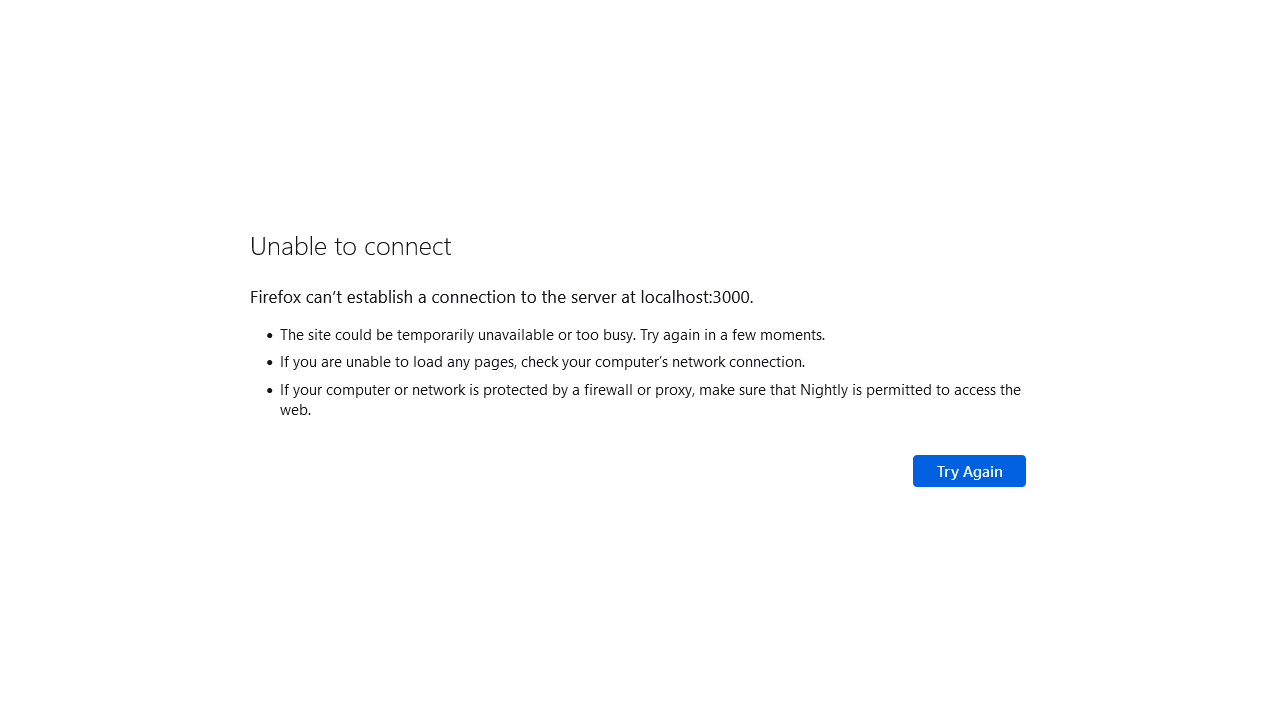 Unable to connect
Firefox can’t establish a connection to the server at localhost:3000.
The site could be temporarily unavailable or too busy. Try again in a few moments.
If you are unable to load any pages, check your computer’s network connection.
If your computer or network is protected by a firewall or proxy, make sure that Nightly is permitted to access the
web.
Try Again